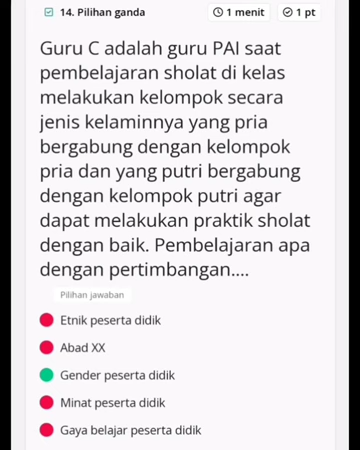 14. Pilihan ganda
1 menit
1 pt
Guru C adalah guru PAI saat
pembelajaran sholat di kelas
melakukan kelompok secara
jenis kelaminnya yang pria
bergabung dengan kelompok
pria dan yang putri bergabung
dengan kelompok putri agar
dapat melakukan praktik sholat
dengan baik. Pembelajaran apa
dengan pertimbangan....
Pilihan jawaban
Etnik peserta didik
Abad XX
Gender peserta didik
Minat peserta didik
Gaya belajar peserta didik